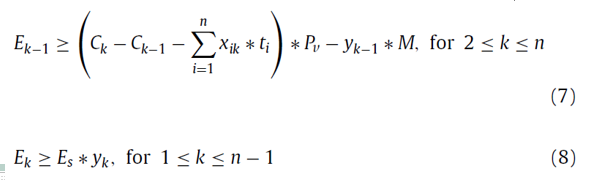 E_{k−1} ≥ ( C_k − C_{k−1} − ∑_{i=1}^{n} x_{ik} ∗ t_i ) ∗ P_ν − y_{k−1} ∗ M, for 2 ≤ k ≤ n
(7)
E_k ≥ E_s ∗ y_k, for 1 ≤ k ≤ n − 1 (8)